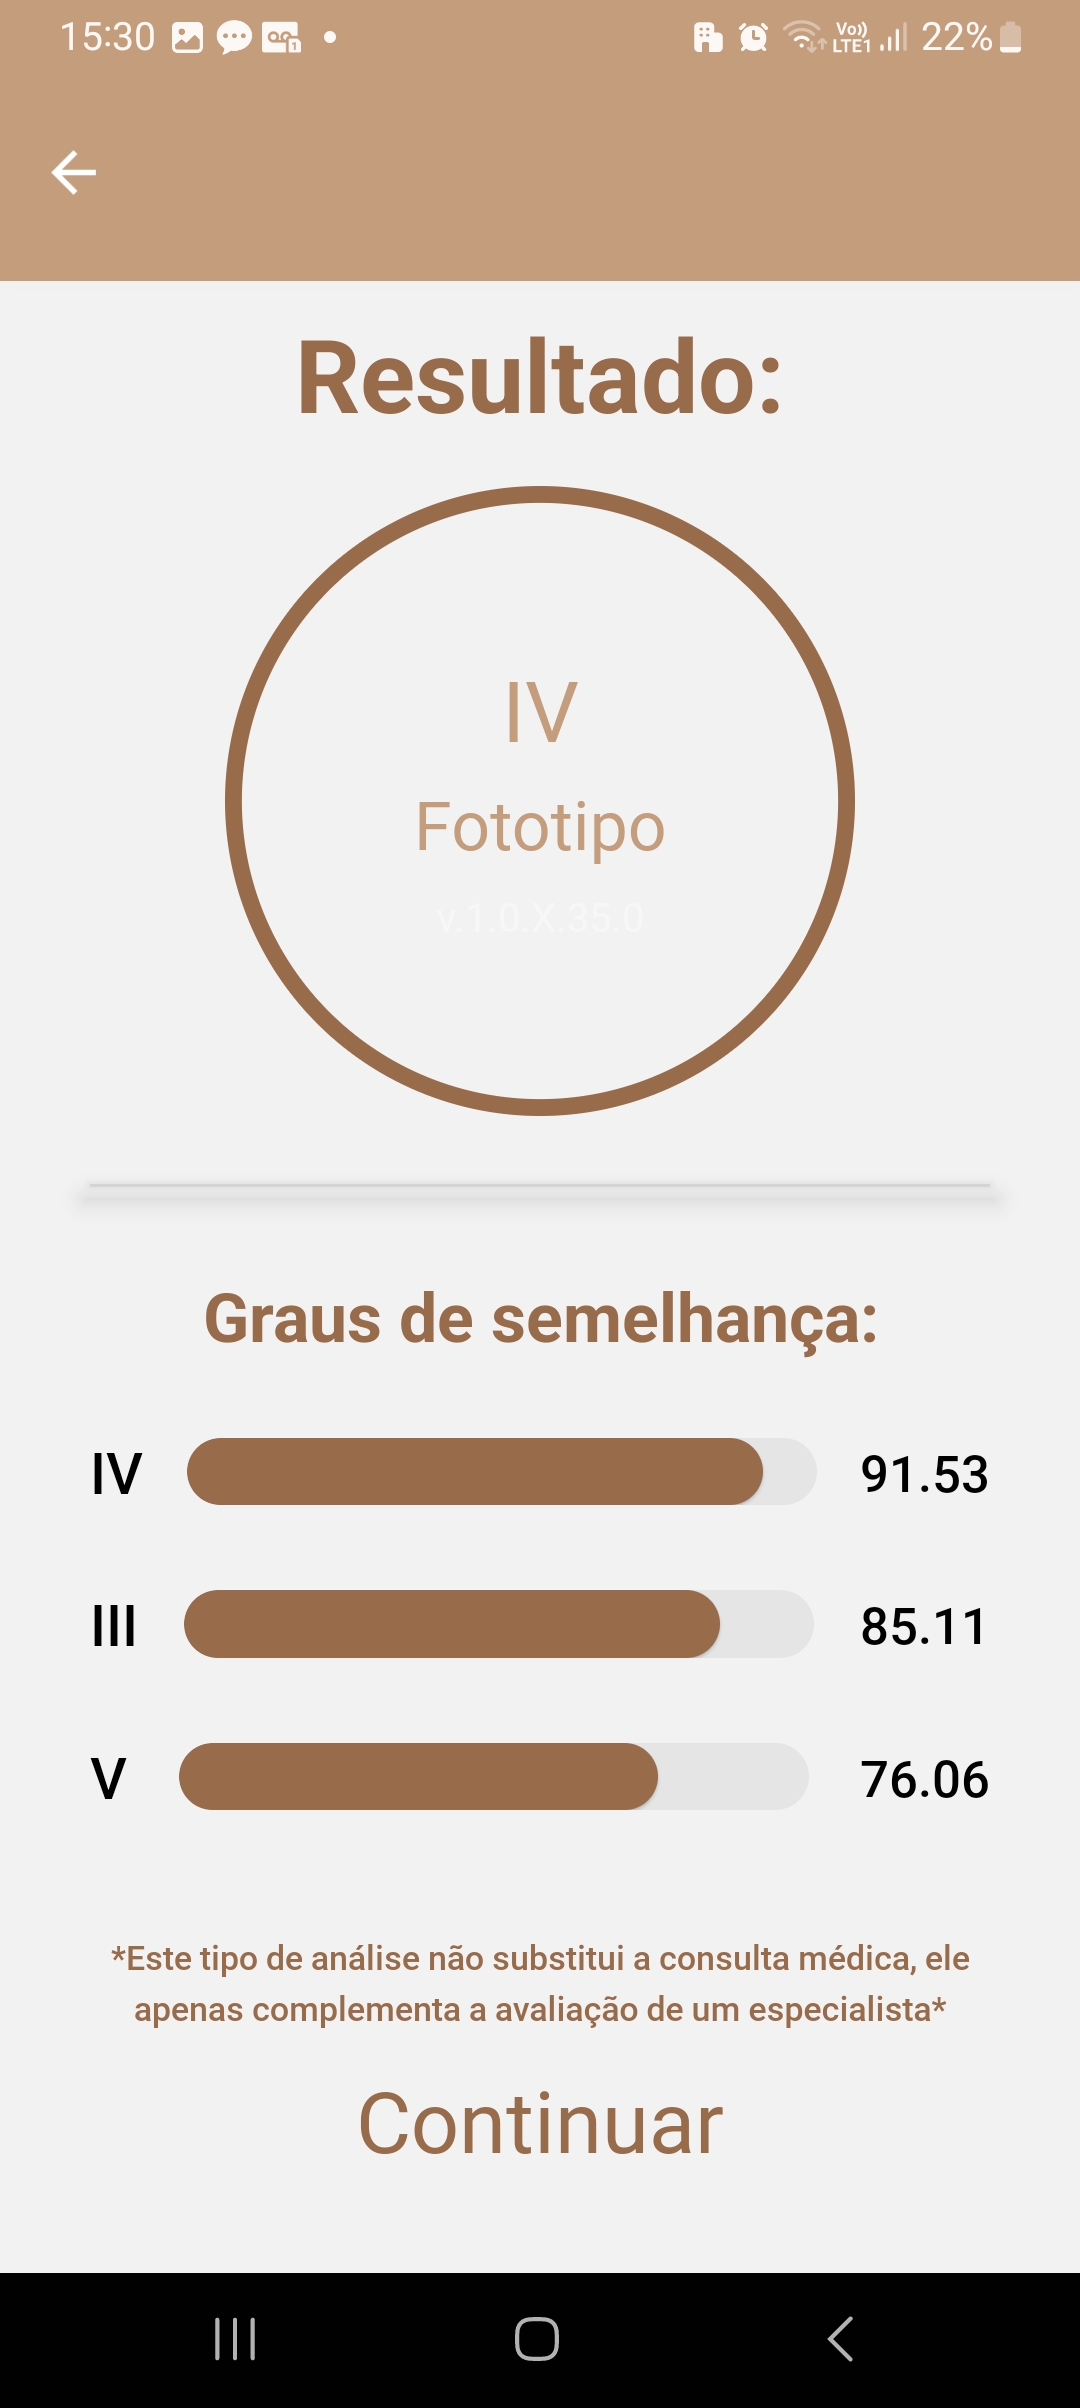 15:30
Vo)) LTE1 22%
Resultado:
IV
Fototipo
v.1.0.X.35.0
Graus de semelhança:
IV 91.53
III 85.11
V 76.06
*Este tipo de análise não substitui a consulta médica, ele
apenas complementa a avaliação de um especialista*
Continuar